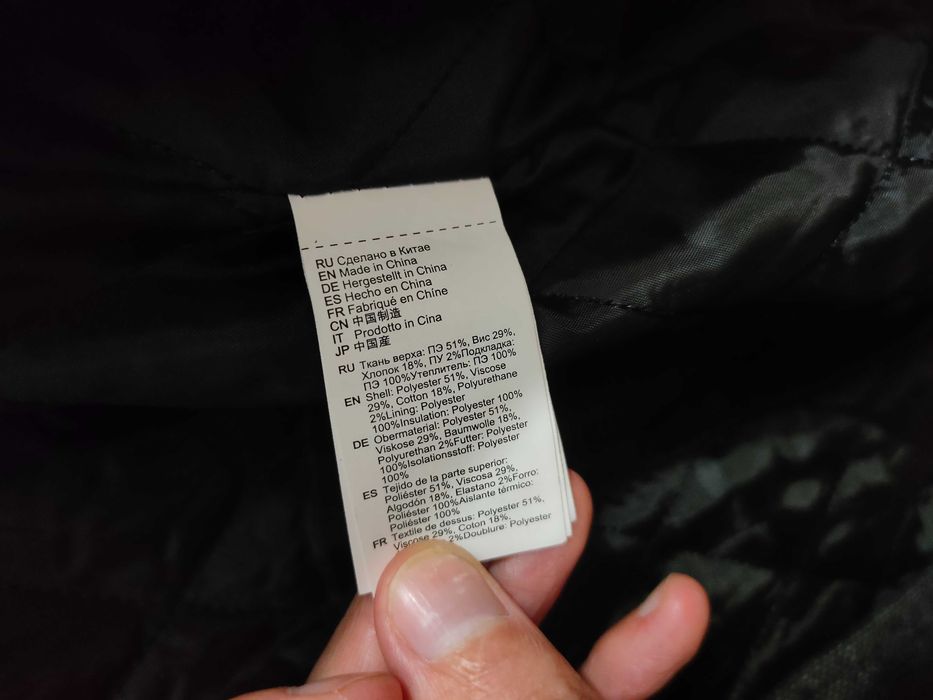 RU Сделано в Китае
EN Made in China
DE Hergestellt in China
ES Hecho en China
FR Fabriqué en Chine
CN 中国制造
IT Prodotto in Cina
JP 中国産
RU Ткань верха: ПЭ 51%, Вис 29%,
Хлопок 18%, ПУ 2%Подкладка:
ПЭ 100%Утеплитель: ПЭ 100%
EN Shell: Polyester 51%, Viscose
29%, Cotton 18%, Polyurethane
2%Lining: Polyester
100%Insulation: Polyester 100%
DE Obermaterial: Polyester 51%,
Viskose 29%, Baumwolle 18%,
Polyurethan 2%Futter: Polyester
100%Isolationsstoff: Polyester
100%
ES Tejido de la parte superior:
Poliéster 51%, Viscosa 29%,
Algodón 18%, Elastano 2%Forro:
Poliéster 100%Aislante térmico:
Poliéster 100%
FR Textile de dessus: Polyester 51%,
Viscose 29%, Coton 18%,
2%Doublure: Polyester